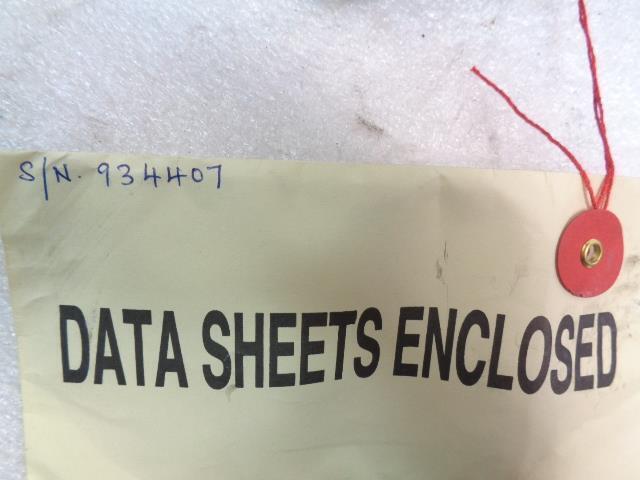 S/N. 934407
DATA SHEETS ENCLOSED